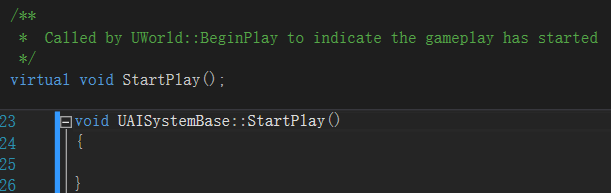 /**
* Called by UWorld::BeginPlay to indicate the gameplay has started
*/
virtual void StartPlay();
23 void UAISystemBase::StartPlay()
24 {
25
26 }